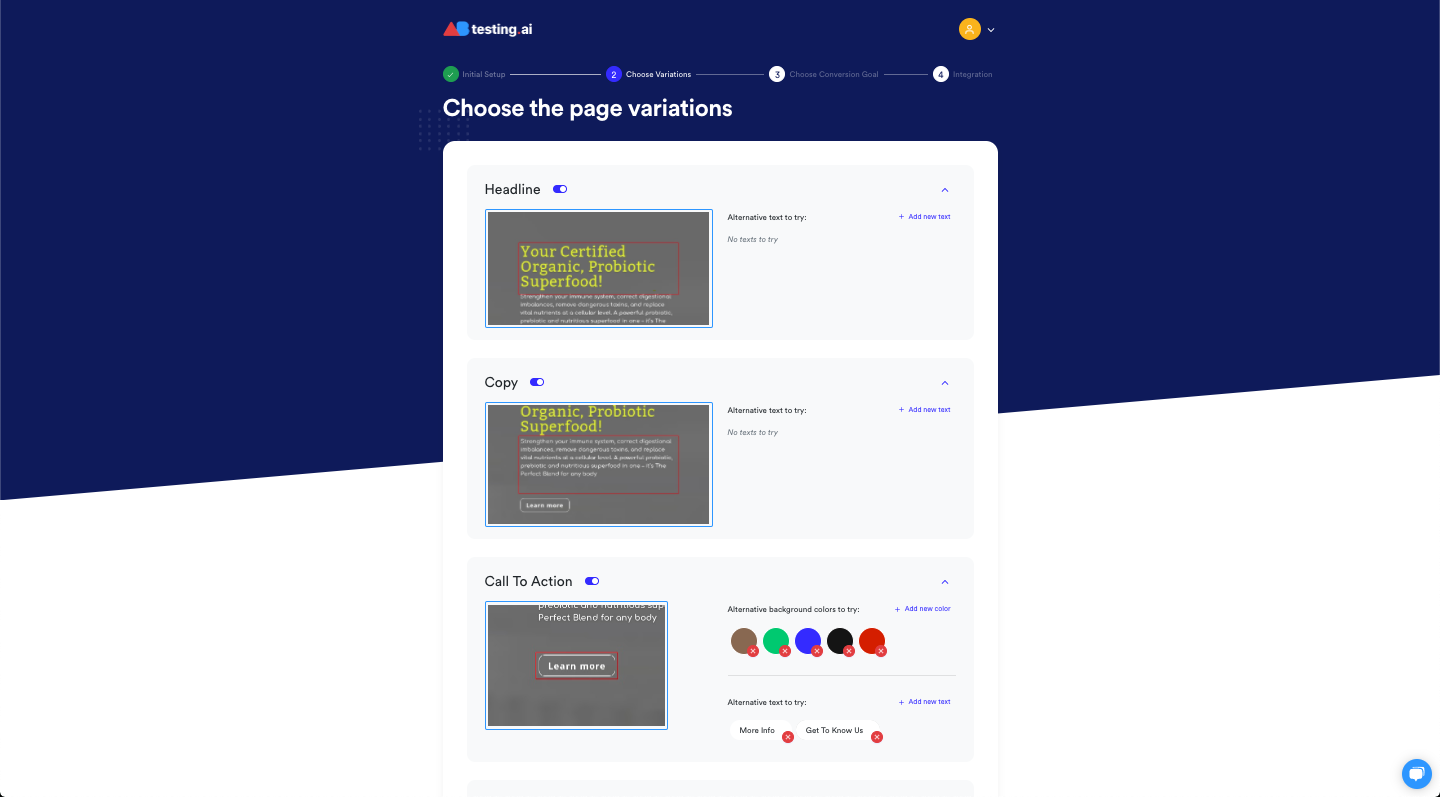 AB testing.ai
Initial Setup
2
Choose Variations
3
Choose Conversion Goal
4
Integration
Choose the page variations
Headline
Your Certified
Organic, Probiotic
Superfood!
Strengthen your immune system, correct digestional
imbalances, remove dangerous toxins, and replace
vital nutrients at a cellular level. A powerful probiotic,
prebiotic and nutritious superfood in one - it's The
Alternative text to try:
+ Add new text
No texts to try
Copy
Organic, Probiotic
Superfood!
Strengthen your immune system, correct digestional
imbalances, remove dangerous toxins, and replace
vital nutrients at a cellular level. A powerful probiotic,
prebiotic and nutritious superfood in one - it's The
Perfect Blend for any body
Learn more
Alternative text to try:
+ Add new text
No texts to try
Call To Action
prebiotic and nutritious sup
Perfect Blend for any body
Learn more
Alternative background colors to try:
+ Add new color
Alternative text to try:
+ Add new text
More Info
Get To Know Us